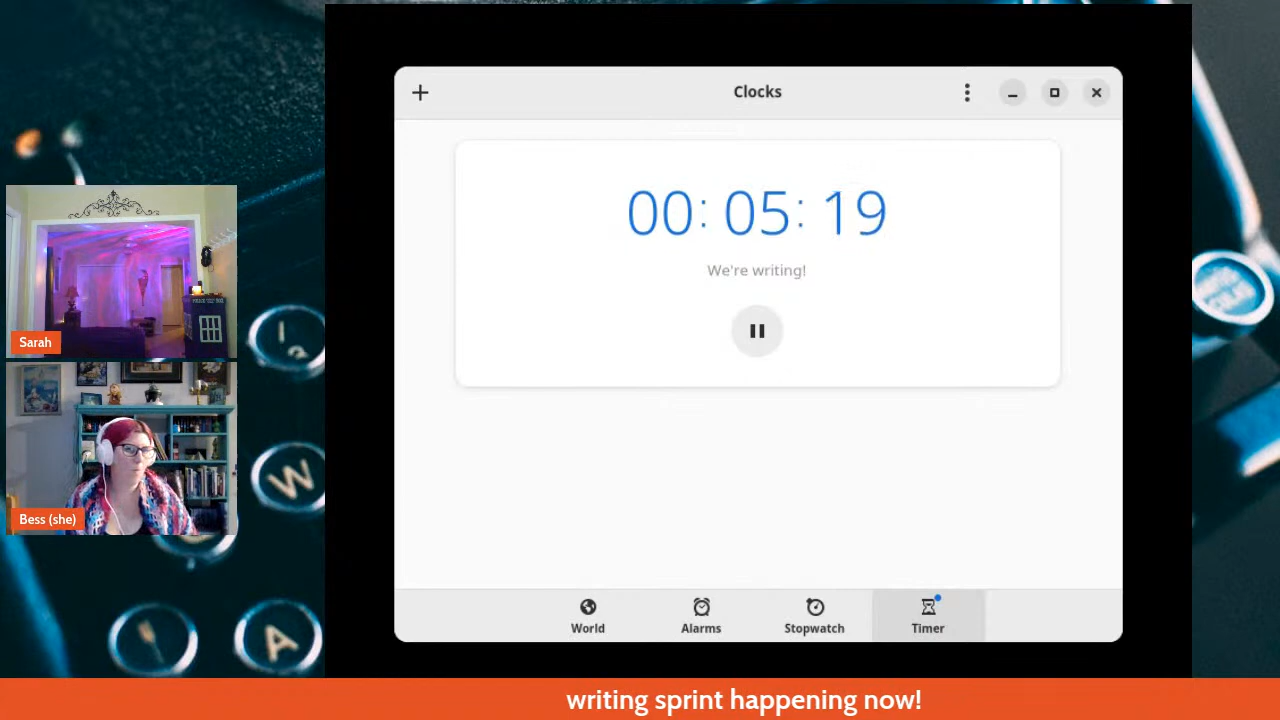 Clocks
00: 05: 19
We're writing!
Sarah
Bess (she)
I
W
A
World
Alarms
Stopwatch
Timer
writing sprint happening now!